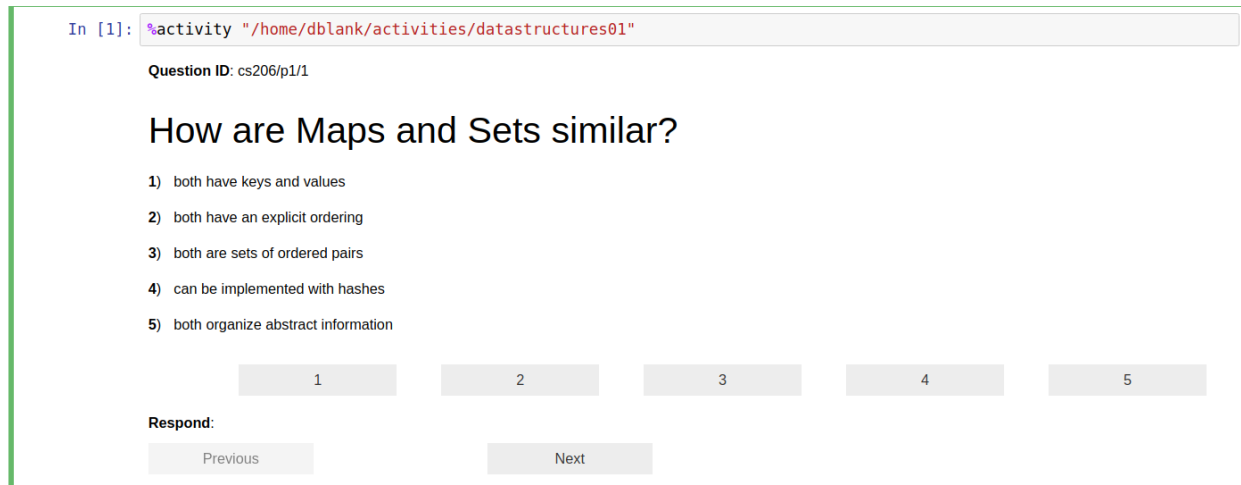 In [1]: %activity "/home/dblank/activities/datastructures01"
Question ID: cs206/p1/1
How are Maps and Sets similar?
1) both have keys and values
2) both have an explicit ordering
3) both are sets of ordered pairs
4) can be implemented with hashes
5) both organize abstract information
1 2 3 4 5
Respond:
Previous Next